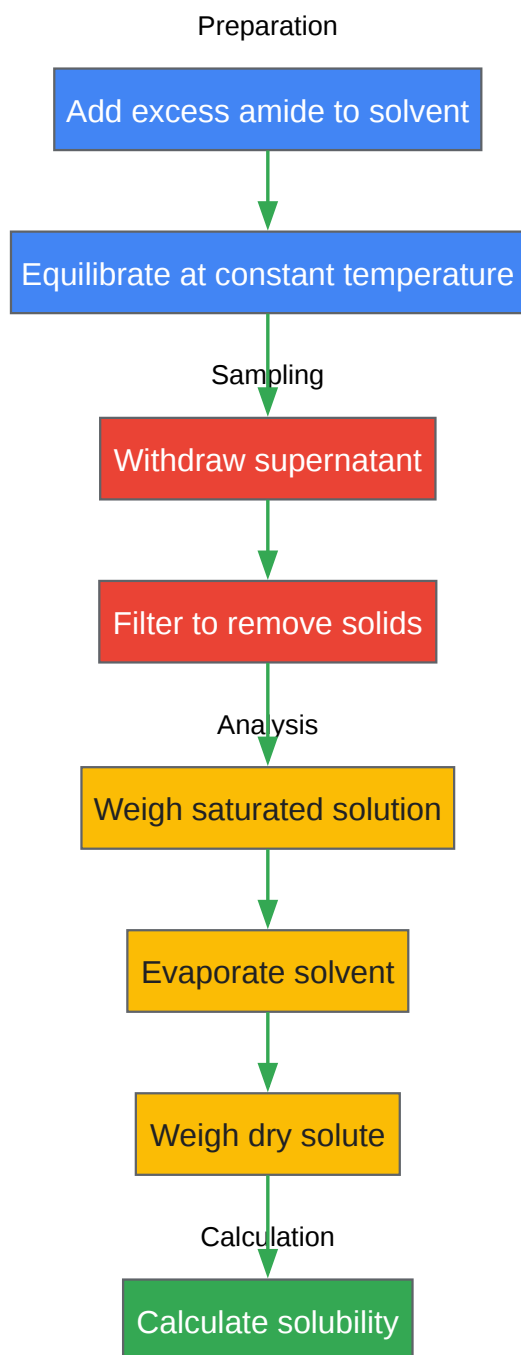 Preparation
Add excess amide to solvent
Equilibrate at constant temperature
Sampling
Withdraw supernatant
Filter to remove solids
Analysis
Weigh saturated solution
Evaporate solvent
Weigh dry solute
Calculation
Calculate solubility